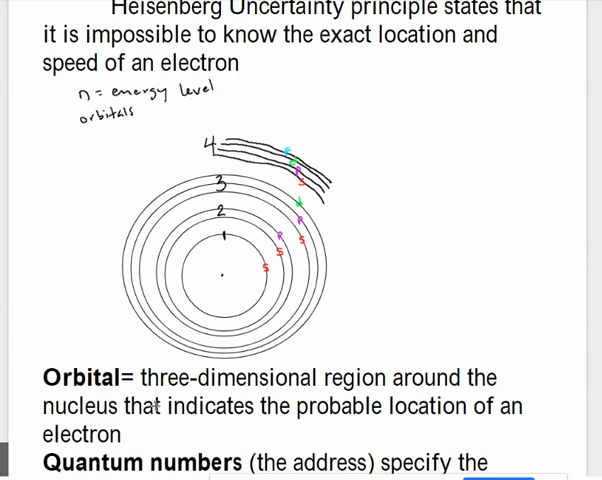 Heisenberg Uncertainty principle states that
it is impossible to know the exact location and
speed of an electron
n = energy level
orbitals
4 f
d
p
s
3 d
p
s
2 p
s
1 s
Orbital= three-dimensional region around the
nucleus that indicates the probable location of an
electron
Quantum numbers (the address) specify the